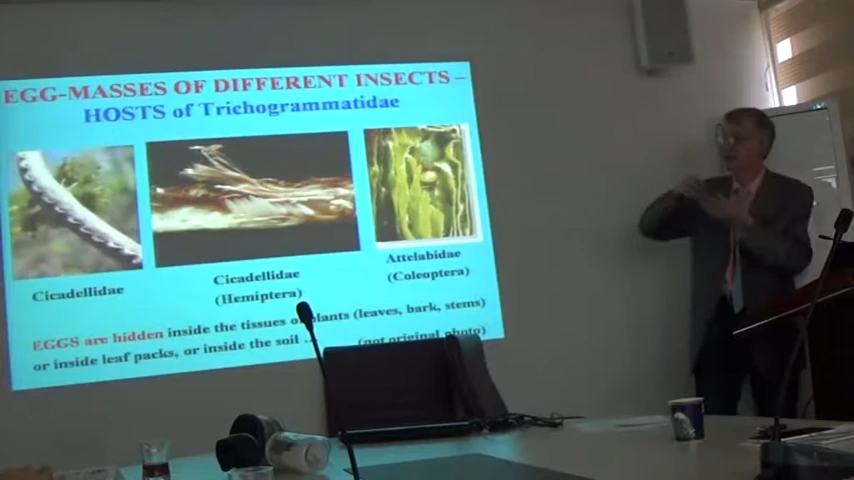 EGG-MASSES OF DIFFERENT INSECTS –
HOSTS of Trichogrammatidae
Cicadellidae
Cicadellidae
(Hemiptera)
Attelabidae
(Coleoptera)
EGGS are hidden inside the tissues of plants (leaves, bark, stems
or inside leaf packs, or inside the soil ... (not original photo)